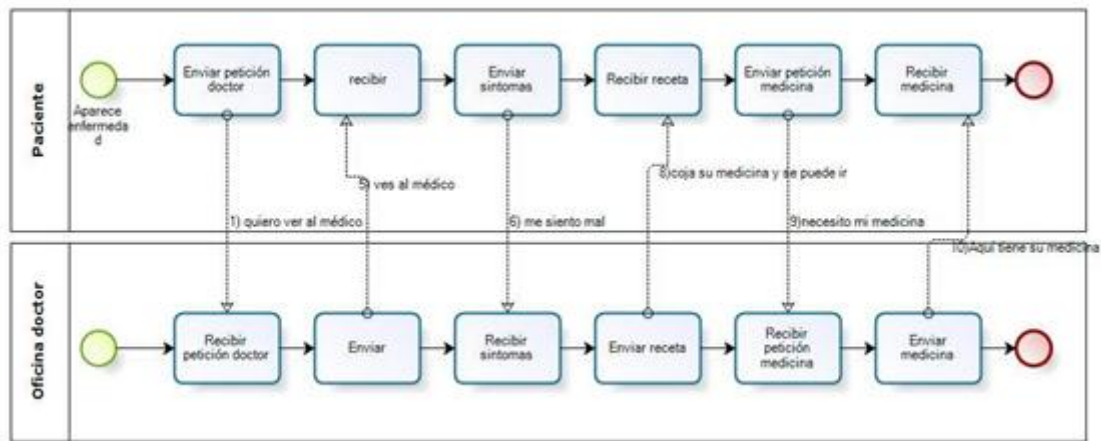 Paciente
Aparece
enfermeda
d
Enviar petición
doctor
recibir
Enviar
sintomas
Recibir receta
Enviar petición
medicina
Recibir
medicina
5) ves al médico
8)coja su medicina y se puede ir
1) quiero ver al médico
6) me siento mal
9)necesito mi medicina
10)Aquí tiene su medicina
Oficina doctor
Recibir
petición doctor
Enviar
Recibir
sintomas
Enviar receta
Recibir
petición
medicina
Enviar
medicina